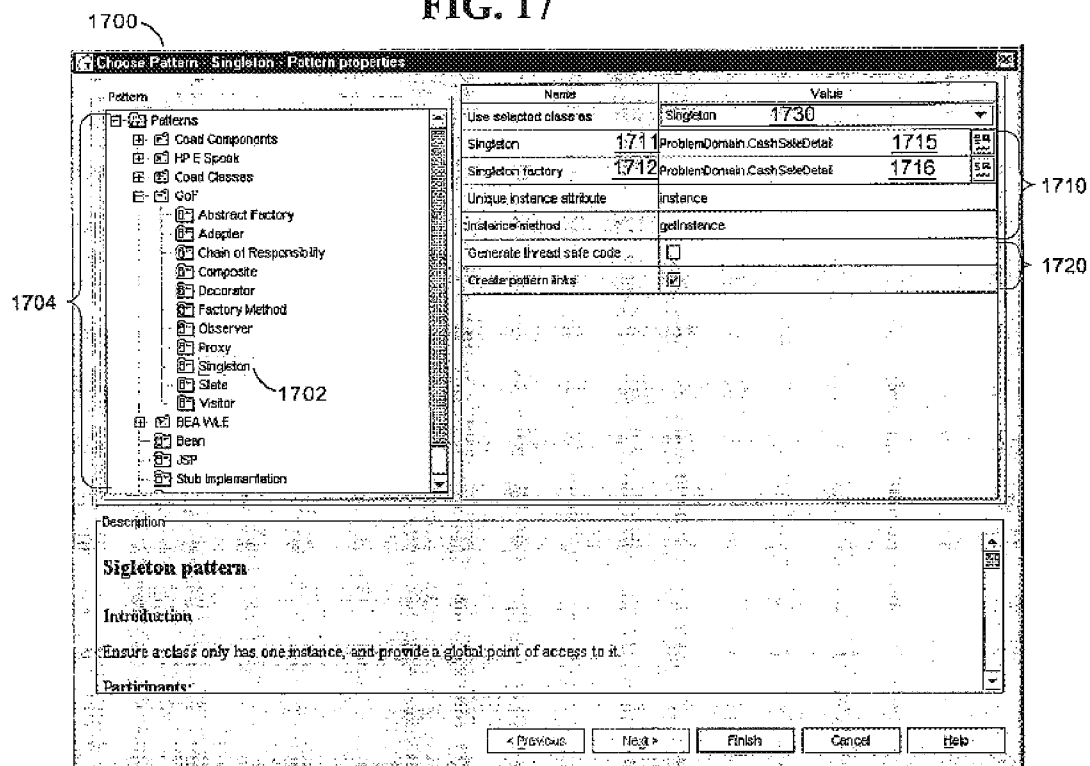 FIG. 17
1700
Choose Pattern - Singleton - Pattern properties
Pattern
Patterns
Coad Components
HP E Speak
Coad Classes
GoF
Abstract Factory
Adapter
Chain of Responsibility
Composite
Decorator
Factory Method
Observer
Proxy
Singleton
State
Visitor
BEA WLE
Bean
JSP
Stub Implementation
1704
1702
Name Value
Use selected class as Singleton 1730
Singleton 1711 ProblemDomain.CashSaleDetail 1715
Singleton factory 1712 ProblemDomain.CashSaleDetail 1716
Unique instance attribute instance
Instance method getInstance
Generate thread safe code
Create pattern links
1710
1720
Description
Sigleton pattern
Introduction
Ensure a class only has one instance, and provide a global point of access to it.
Participants:
< Previous Next > Finish Cancel Help